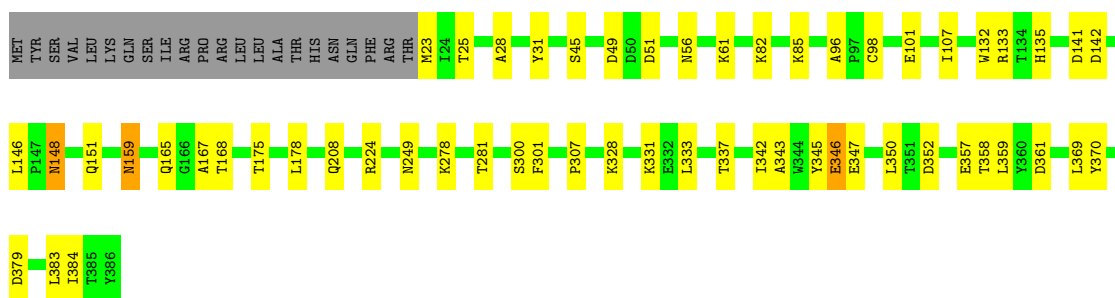 MET TYR SER VAL LEU LYS GLN SER ILE ARG PRO ARG LEU LEU ALA THR HIS ASN GLN PHE ARG THR M23 I24 T25 A28 Y31 S45 D49 D50 D51 N56 K61 K82 K85 A96 P97 C98 E101 I107 W132 R133 T134 H135 D141 D142
L146 P147 N148 Q151 N159 Q165 G166 A167 T168 T175 L178 Q208 R224 N249 K278 T281 S300 F301 P307 K328 K331 E332 L333 T337 I342 A343 W344 Y345 E346 E347 L350 T351 D352 E357 T358 L359 Y360 D361 L369 Y370
D379 L383 I384 T385 Y386